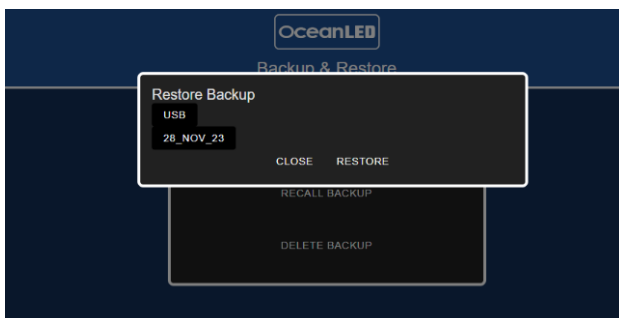 OceanLED
Backup & Restore
Restore Backup
USB
28_NOV_23
CLOSE RESTORE
RECALL BACKUP
DELETE BACKUP